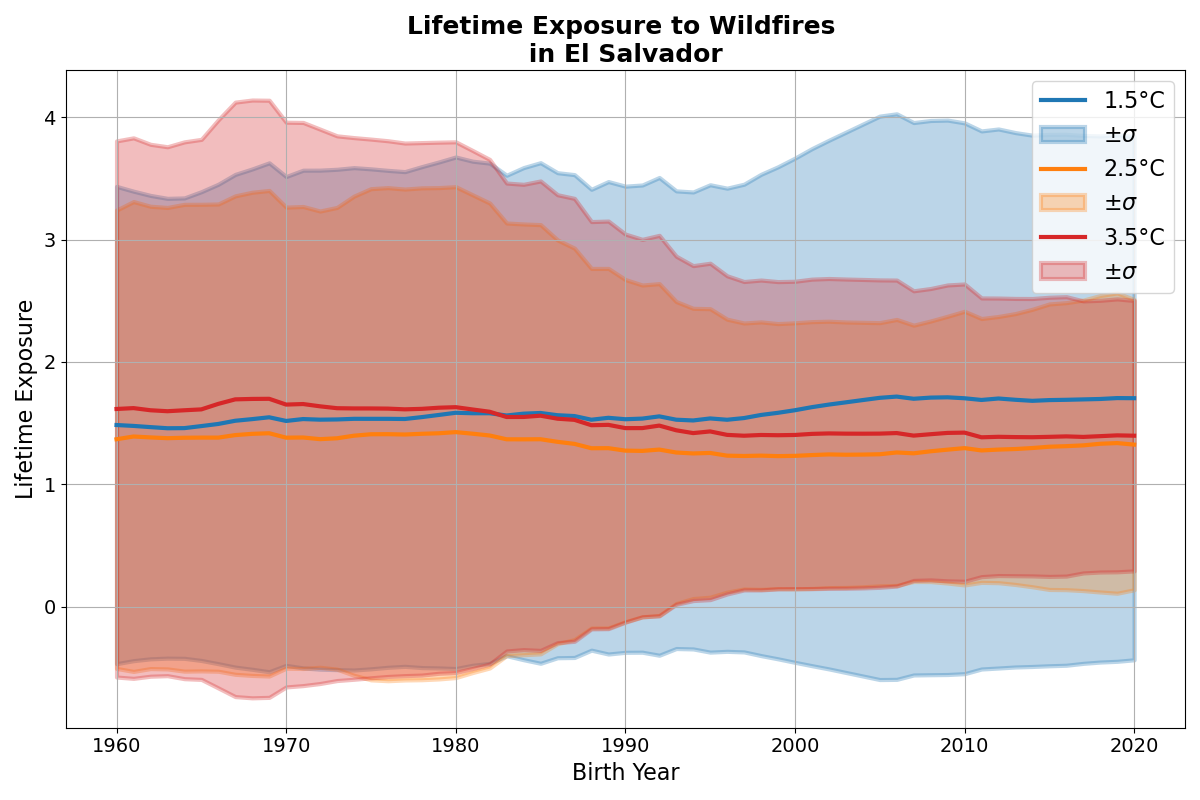 Lifetime Exposure to Wildfires
in El Salvador
Lifetime Exposure
4
3
2
1
0
1960 1970 1980 1990 2000 2010 2020
Birth Year
1.5°C
±σ
2.5°C
±σ
3.5°C
±σ